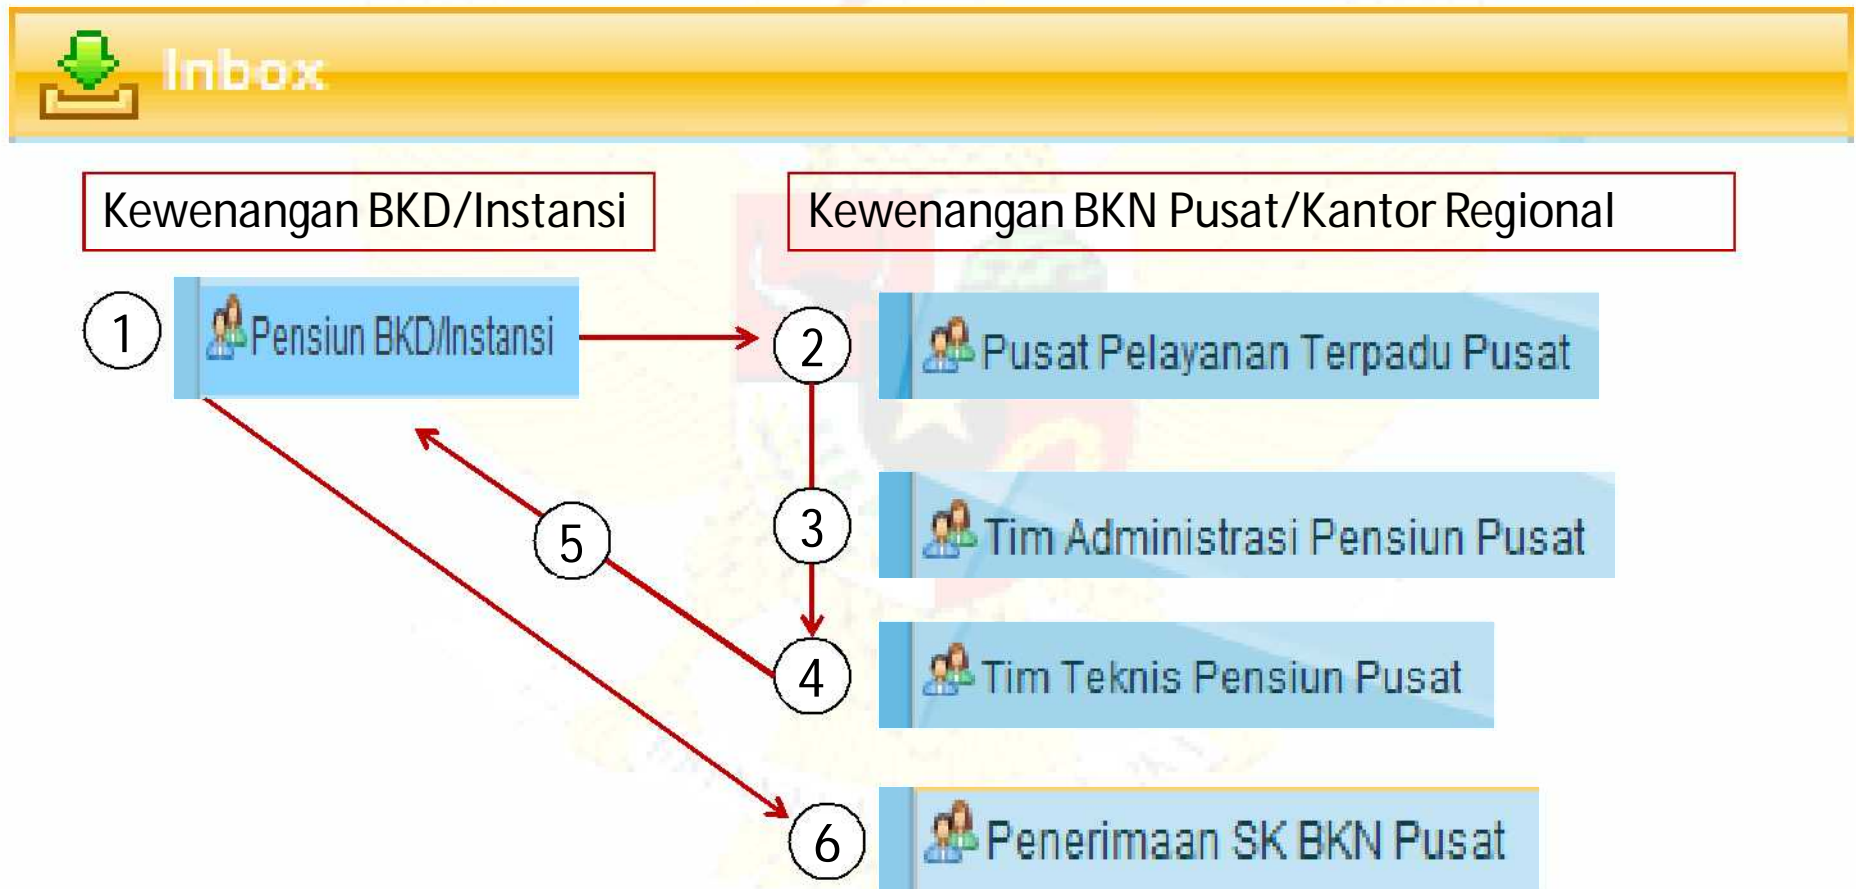 Inbox
Kewenangan BKD/Instansi
Kewenangan BKN Pusat/Kantor Regional
1
Pensiun BKD/Instansi
2
Pusat Pelayanan Terpadu Pusat
3
Tim Administrasi Pensiun Pusat
5
4
Tim Teknis Pensiun Pusat
6
Penerimaan SK BKN Pusat